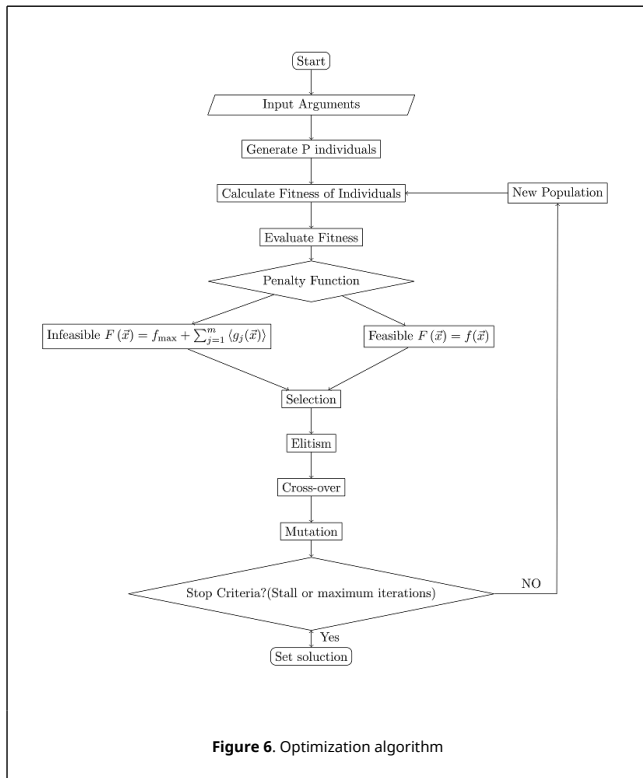 Start
Input Arguments
Generate P individuals
Calculate Fitness of Individuals
New Population
Evaluate Fitness
Penalty Function
Infeasible F (x⃗) = f_max + ∑_{j=1}^{m} ⟨g_j(x⃗)⟩
Feasible F (x⃗) = f(x⃗)
Selection
Elitism
Cross-over
Mutation
Stop Criteria?(Stall or maximum iterations)
NO
Yes
Set soluction
Figure 6. Optimization algorithm